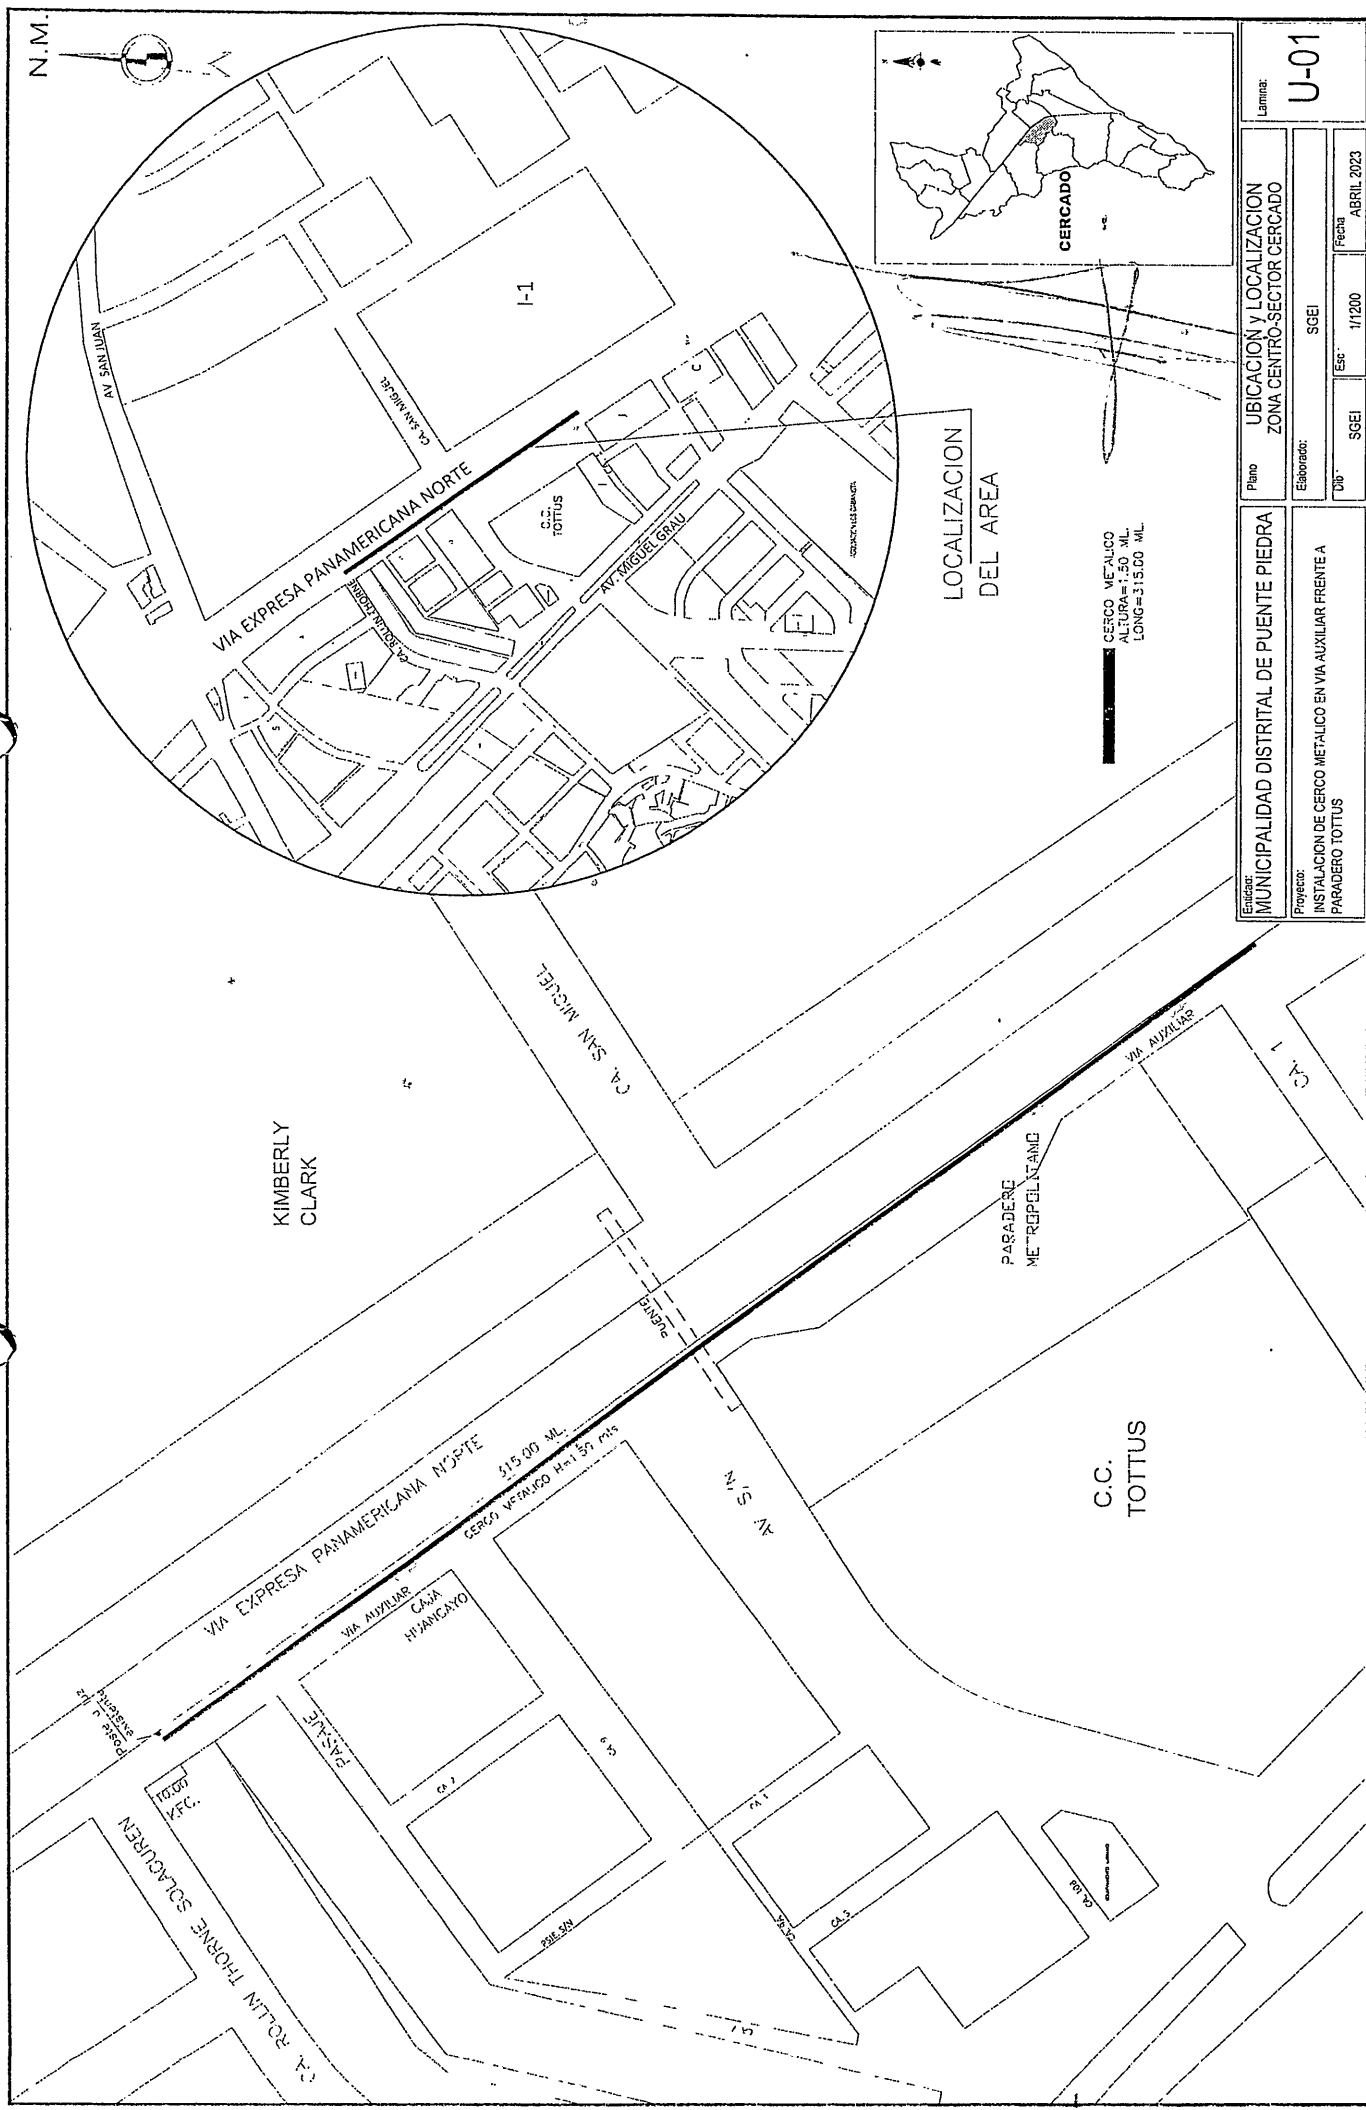 N.M.
AV. SAN JUAN
VIA EXPRESA PANAMERICANA NORTE
CA. SAN MIGUEL
I-1
CA. ROLLIN THORNE
C.C.
TOTTUS
AV. MIGUEL GRAU
C
S
LOCALIZACION
DEL AREA
CERCADO
CERCO METALICO
ALTURA=1.50 ML.
LONG=315.00 ML.
KIMBERLY
CLARK
CA. SAN MIGUEL
PUENTE
VIA EXPRESA PANAMERICANA NORTE
315.00 ML.
CERCO METALICO H=1.50 mts
Poste d luz
existente
10.00
K.F.C.
CA. ROLLIN THORNE SOLAGUREN
PASAJE
VIA AUXILIAR
CAJA
HUANCAYO
PARADERO
METROPOLITANO
VIA AUXILIAR
CA. 1
AV. S/N
C.C.
TOTTUS
PSJE. S/N
CA. 3
Entidad:
MUNICIPALIDAD DISTRITAL DE PUENTE PIEDRA
Proyecto:
INSTALACION DE CERCO METALICO EN VIA AUXILIAR FRENTE A
PARADERO TOTTUS
Plano
UBICACION y LOCALIZACION
ZONA CENTRO-SECTOR CERCADO
Elaborado:
SGEI
Dib
SGEI
Esc
1/1200
Fecha
ABRIL 2023
Lamina:
U-01